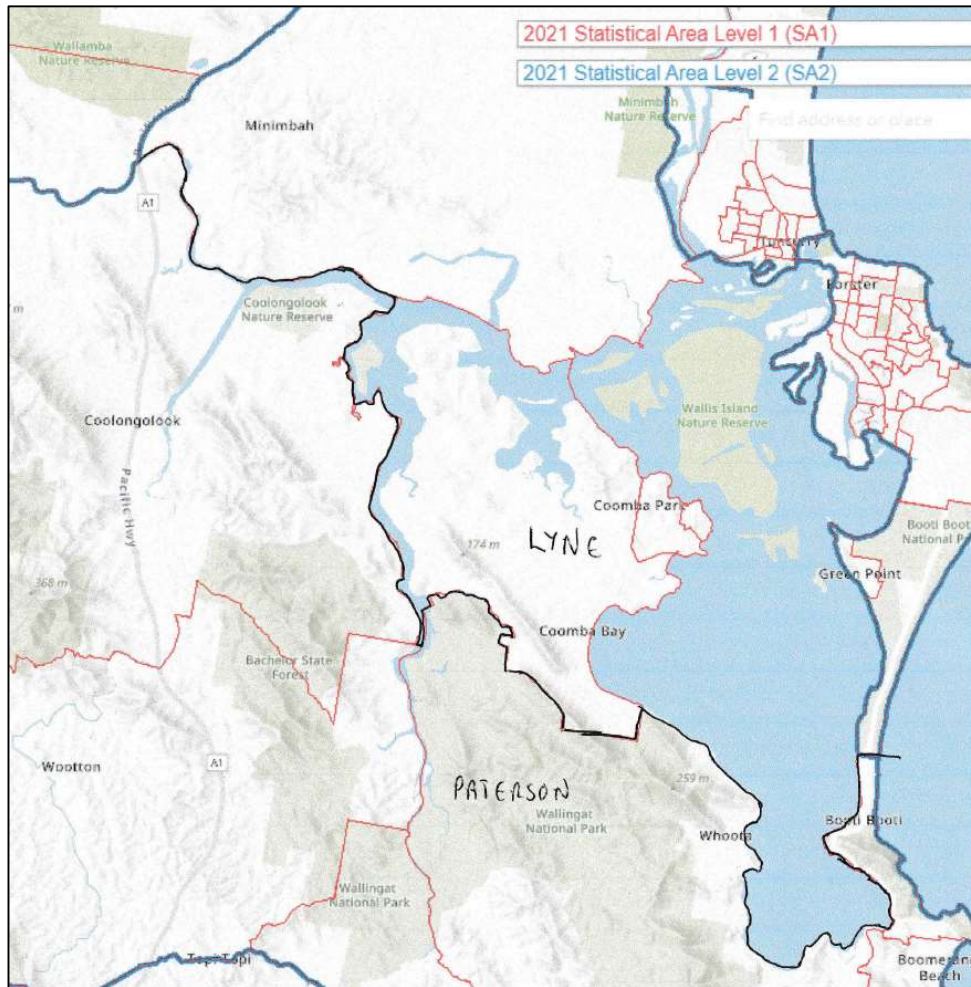 2021 Statistical Area Level 1 (SA1)
Wallamba
Nature Reserve
2021 Statistical Area Level 2 (SA2)
Minimbah
Nature Reserve
Find address or place
Minimbah
A1
Tuncurry
Forster
Coolongolook
Nature Reserve
m
Wallis Island
Nature Reserve
Coolongolook
Pacific Hwy
Coomba Park
LYNE
174 m
Booti Boot
National Pa
368 m
Green Point
Coomba Bay
Bachelor State
Forest
Wootton
A1
PATERSON
259 m
Wallingat
National Park
Whoota
Booti Booti
Wallingat
National Park
Topi Topi
Boomeran
Beach